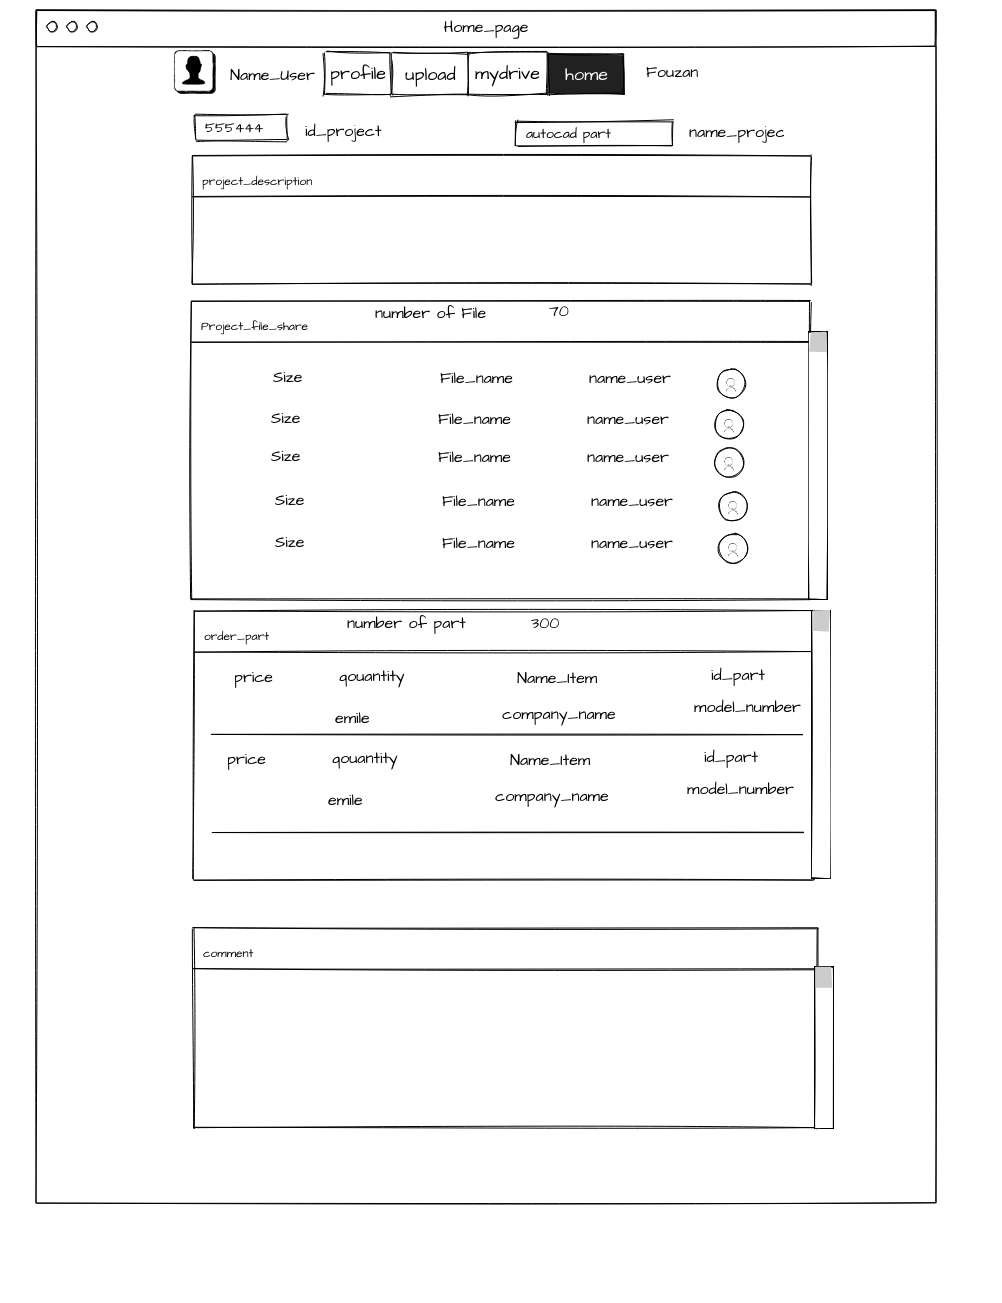 Home_page
Name_User profile upload mydrive home Fouzan
555444 id_project autocad part name_projec
project_description
number of File 70
Project_file_share
Size File_name name_user
Size File_name name_user
Size File_name name_user
Size File_name name_user
Size File_name name_user
number of part 300
order_part
price qouantity Name_Item id_part
emile company_name model_number
price qouantity Name_Item id_part
emile company_name model_number
comment